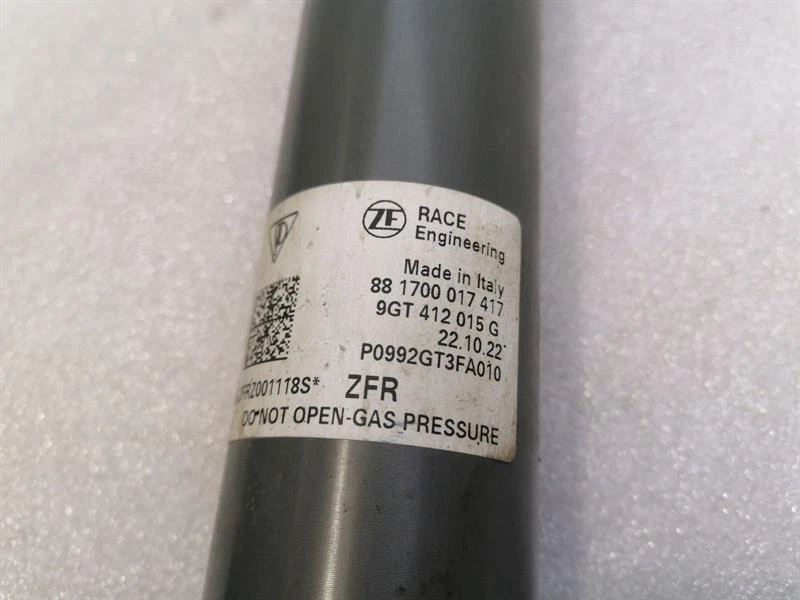 ZF RACE
Engineering
Made in Italy
88 1700 017 417
9GT 412 015 G
22.10.22
P0992GT3FA010
ZFR
DO NOT OPEN-GAS PRESSURE